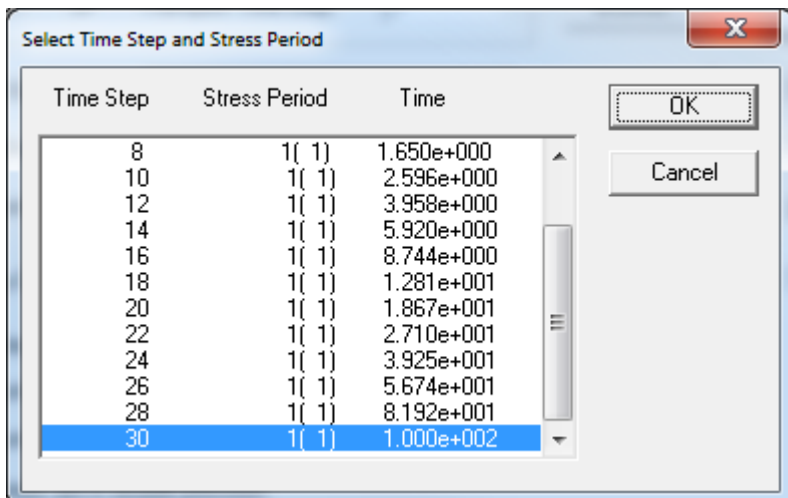 Select Time Step and Stress Period
Time Step Stress Period Time
8 1( 1) 1.650e+000
10 1( 1) 2.596e+000
12 1( 1) 3.958e+000
14 1( 1) 5.920e+000
16 1( 1) 8.744e+000
18 1( 1) 1.281e+001
20 1( 1) 1.867e+001
22 1( 1) 2.710e+001
24 1( 1) 3.925e+001
26 1( 1) 5.674e+001
28 1( 1) 8.192e+001
30 1( 1) 1.000e+002
OK
Cancel